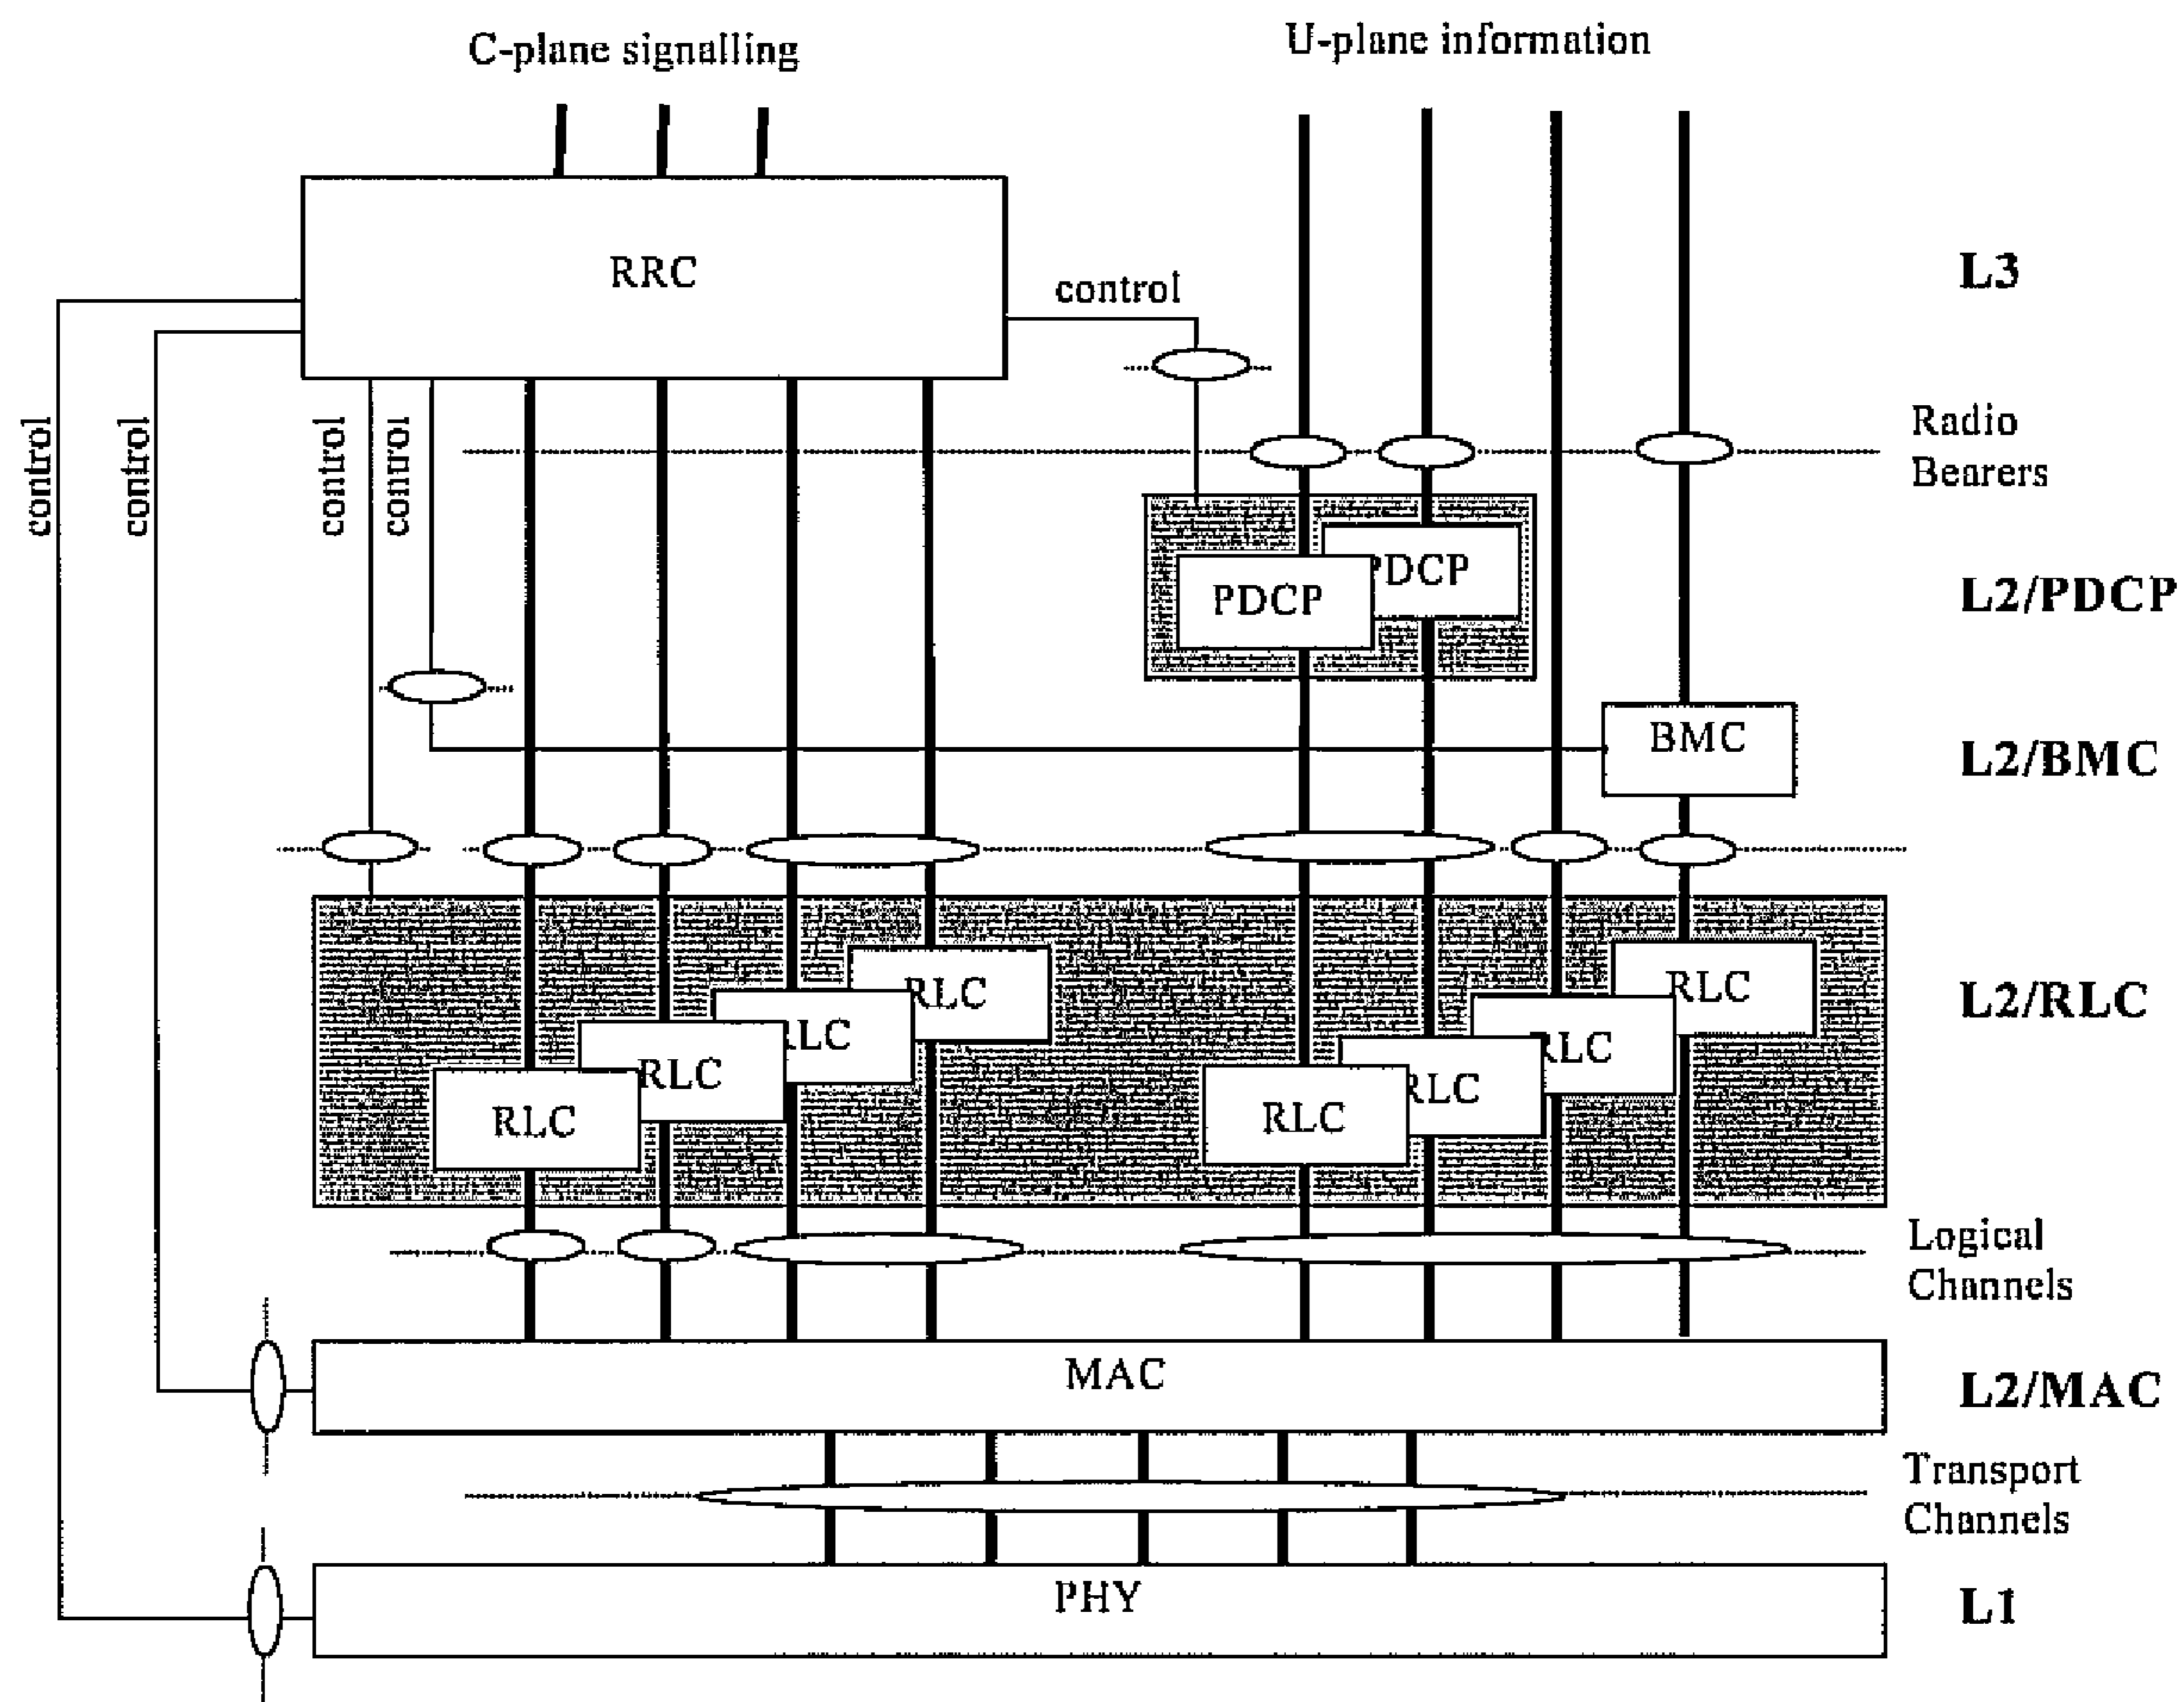 C-plane signalling
U-plane information
RRC
control
L3
control
control
control
control
Radio
Bearers
PDCP
PDCP
L2/PDCP
BMC
L2/BMC
RLC
RLC
RLC
RLC
RLC
RLC
RLC
RLC
L2/RLC
Logical
Channels
MAC
L2/MAC
Transport
Channels
PHY
L1